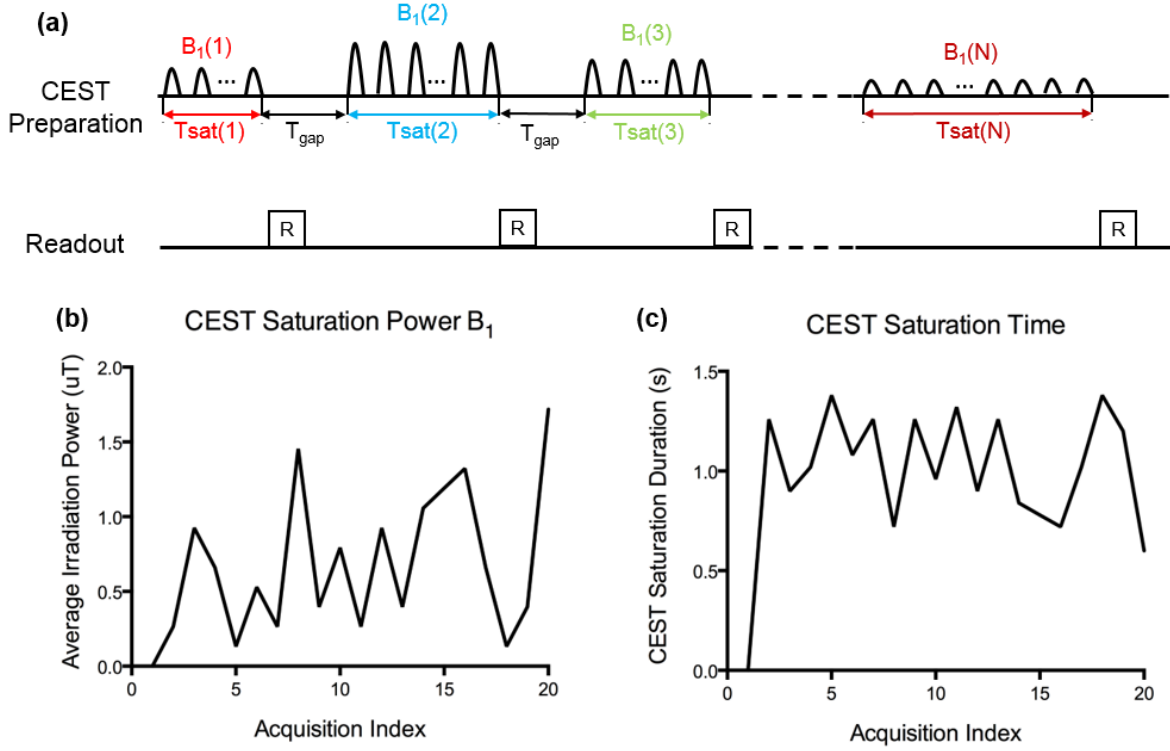 (a)
B1(1)
B1(2)
B1(3)
B1(N)
CEST
Preparation
... ... ... ...
Tsat(1)
Tgap
Tsat(2)
Tgap
Tsat(3)
Tsat(N)
Readout
R R R R
(b)
CEST Saturation Power B1
Average Irradiation Power (uT)
2.0
1.5
1.0
0.5
0.0
0 5 10 15 20
Acquisition Index
(c)
CEST Saturation Time
CEST Saturation Duration (s)
1.5
1.0
0.5
0.0
0 5 10 15 20
Acquisition Index